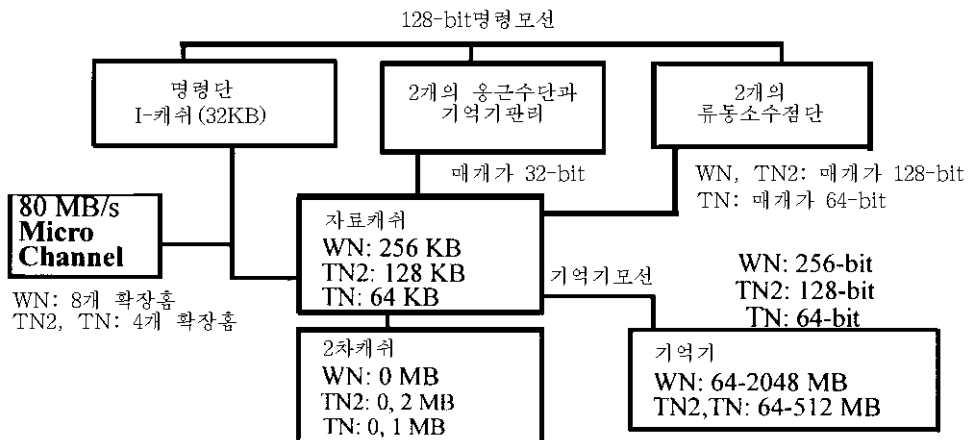 128-bit명령모선
명령단
I-캐쉬(32KB)
2개의 옹근수단과
기억기관리
2개의
류동소수점단
매개가 32-bit
WN, TN2: 매개가 128-bit
TN: 매개가 64-bit
80 MB/s
Micro
Channel
WN: 8개 확장홈
TN2, TN: 4개 확장홈
자료캐쉬
WN: 256 KB
TN2: 128 KB
TN: 64 KB
기억기모선
WN: 256-bit
TN2: 128-bit
TN: 64-bit
2차캐쉬
WN: 0 MB
TN2: 0, 2 MB
TN: 0, 1 MB
기억기
WN: 64-2048 MB
TN2,TN: 64-512 MB